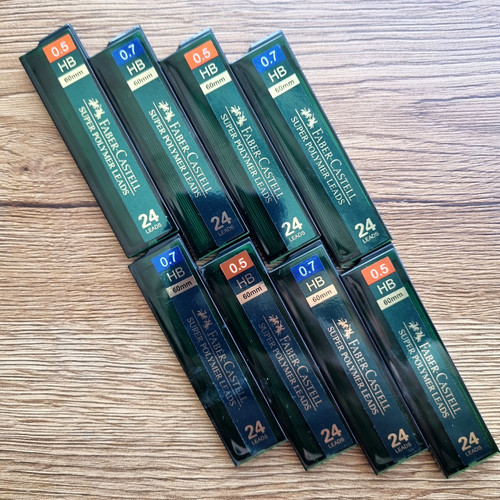 0.5
HB
60mm
FABER-CASTELL
SUPER POLYMER LEADS
24
LEADS
0.7
HB
60mm
FABER-CASTELL
SUPER POLYMER LEADS
24
LEADS
0.5
HB
60mm
FABER-CASTELL
SUPER POLYMER LEADS
24
LEADS
0.7
HB
60mm
FABER-CASTELL
SUPER POLYMER LEADS
24
LEADS
0.7
HB
60mm
FABER-CASTELL
SUPER POLYMER LEADS
24
LEADS
0.5
HB
60mm
FABER-CASTELL
SUPER POLYMER LEADS
24
LEADS
0.7
HB
60mm
FABER-CASTELL
SUPER POLYMER LEADS
24
LEADS
0.5
HB
60mm
FABER-CASTELL
SUPER POLYMER LEADS
24
LEADS